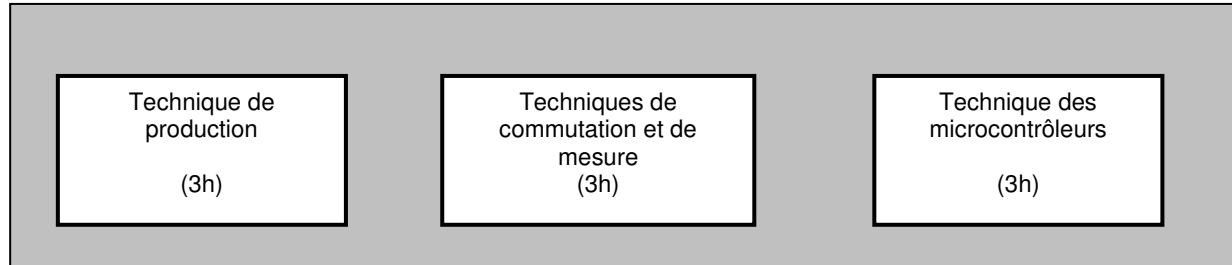 Technique de
production
(3h)
Techniques de
commutation et de
mesure
(3h)
Technique des
microcontrôleurs
(3h)